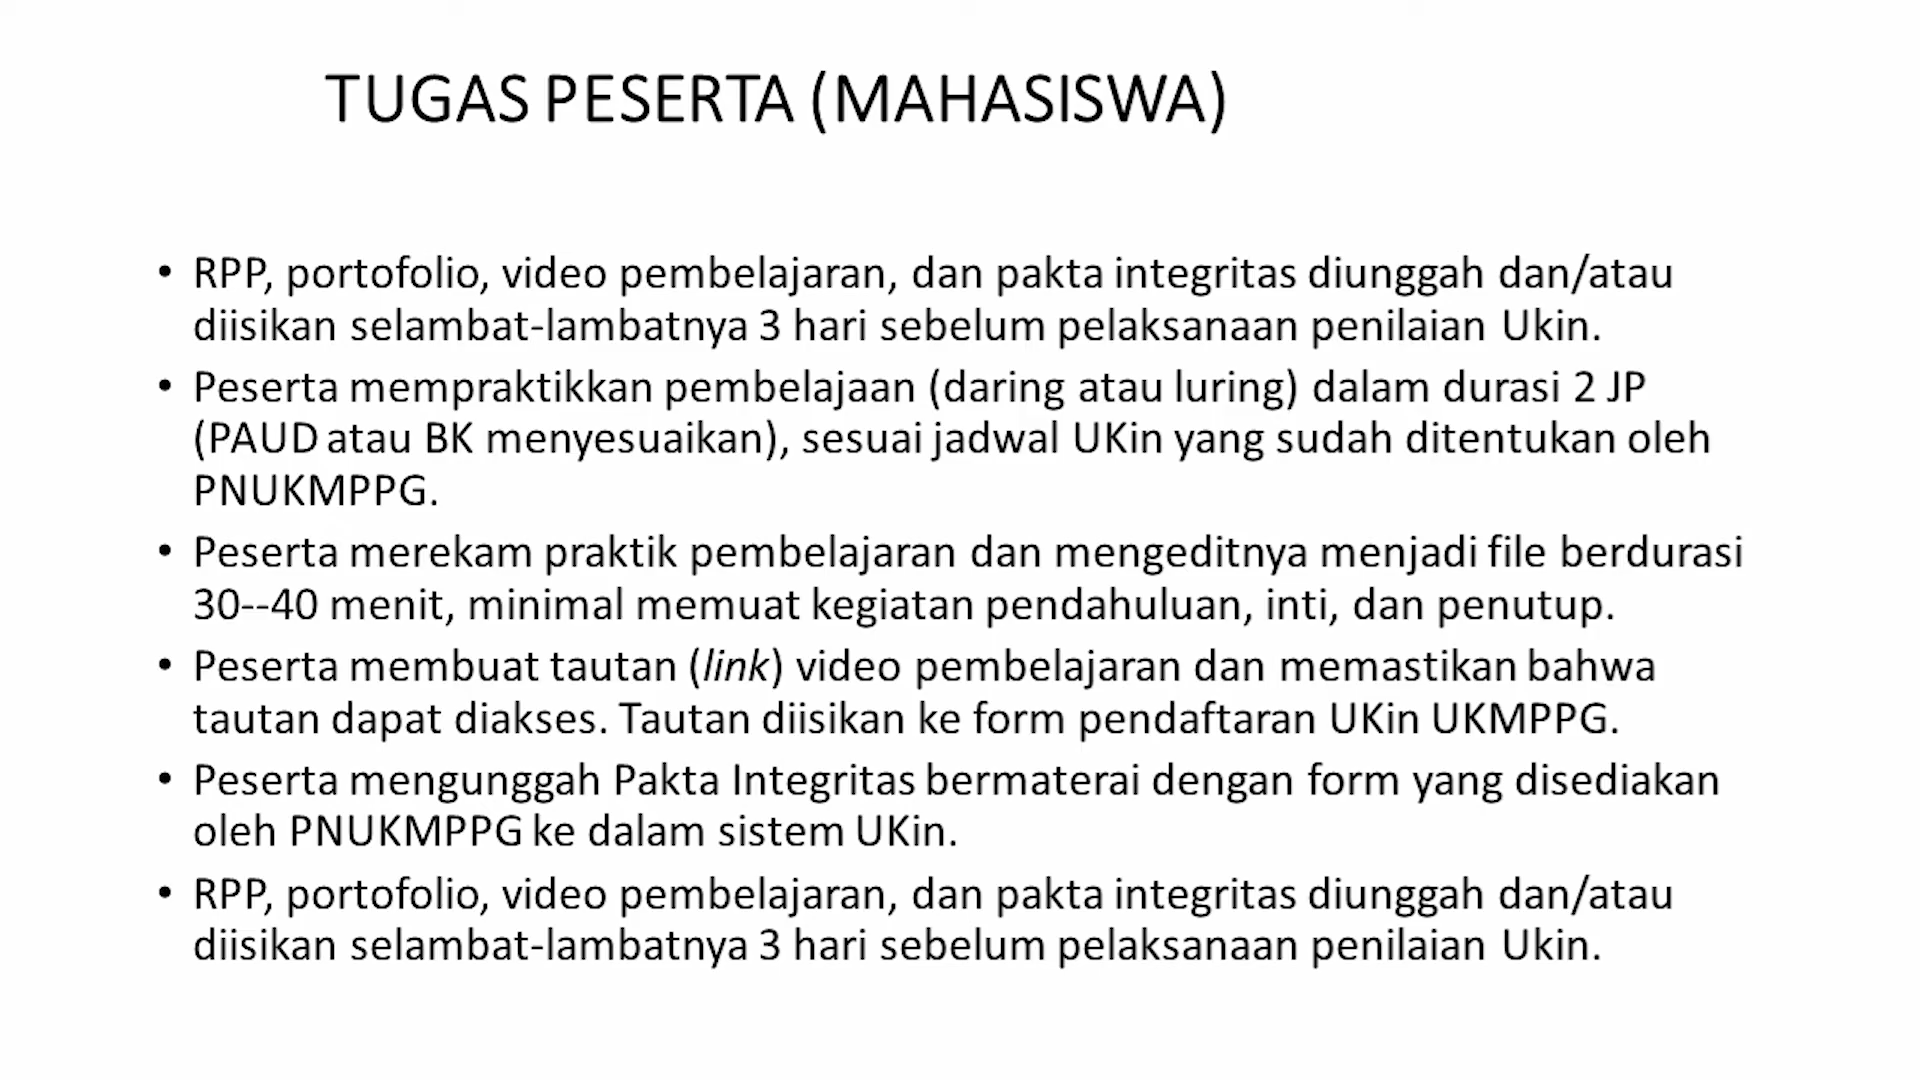 TUGAS PESERTA (MAHASISWA)
• RPP, portofolio, video pembelajaran, dan pakta integritas diunggah dan/atau
diisikan selambat-lambatnya 3 hari sebelum pelaksanaan penilaian Ukin.
• Peserta mempraktikkan pembelajaan (daring atau luring) dalam durasi 2 JP
(PAUD atau BK menyesuaikan), sesuai jadwal UKin yang sudah ditentukan oleh
PNUKMPPG.
• Peserta merekam praktik pembelajaran dan mengeditnya menjadi file berdurasi
30--40 menit, minimal memuat kegiatan pendahuluan, inti, dan penutup.
• Peserta membuat tautan (link) video pembelajaran dan memastikan bahwa
tautan dapat diakses. Tautan diisikan ke form pendaftaran UKin UKMPPG.
• Peserta mengunggah Pakta Integritas bermaterai dengan form yang disediakan
oleh PNUKMPPG ke dalam sistem UKin.
• RPP, portofolio, video pembelajaran, dan pakta integritas diunggah dan/atau
diisikan selambat-lambatnya 3 hari sebelum pelaksanaan penilaian Ukin.